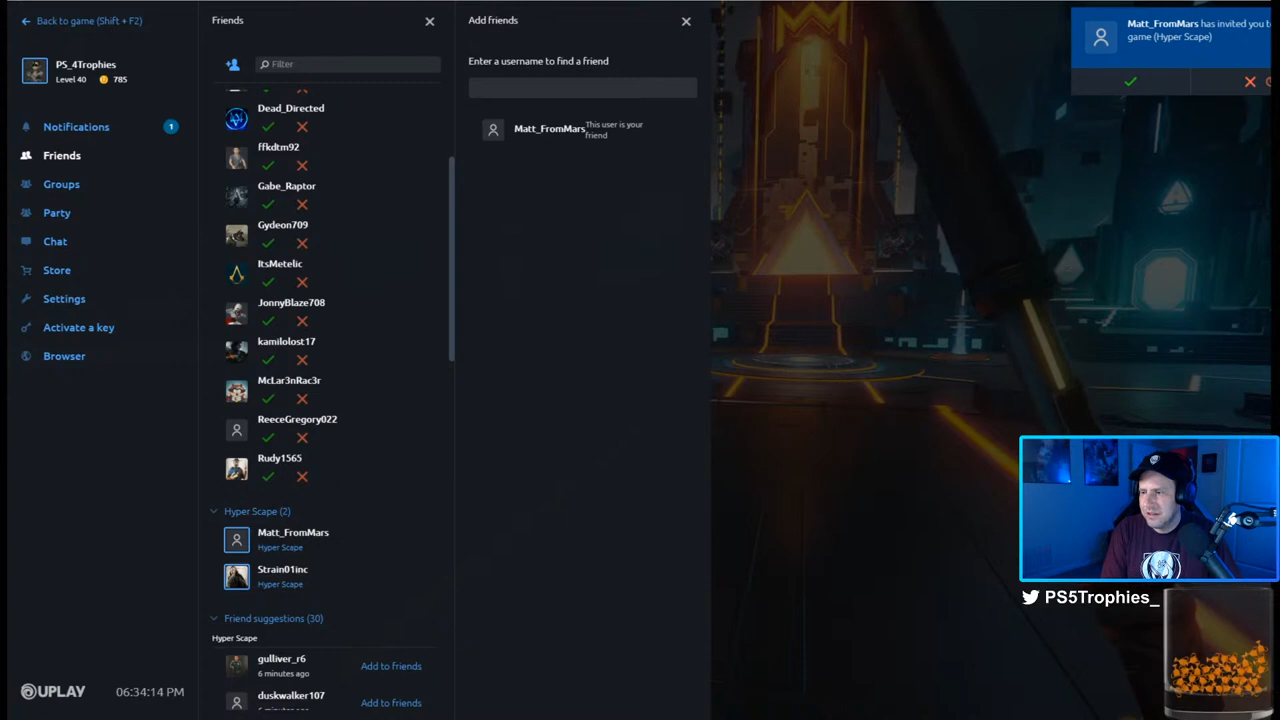 Back to game (Shift + F2)
PS_4Trophies
Level 40 785
Notifications 1
Friends
Groups
Party
Chat
Store
Settings
Activate a key
Browser
UPLAY 06:34:14 PM
Friends
Filter
Dead_Directed
ffkdtm92
Gabe_Raptor
Gydeon709
ItsMetelic
JonnyBlaze708
kamilolost17
McLar3nRac3r
ReeceGregory022
Rudy1565
Hyper Scape (2)
Matt_FromMars
Hyper Scape
Strain01inc
Hyper Scape
Friend suggestions (30)
Hyper Scape
gulliver_r6
6 minutes ago
Add to friends
duskwalker107
Add to friends
Add friends
Enter a username to find a friend
Matt_FromMars
This user is your
friend
Matt_FromMars has invited you to
game (Hyper Scape)
PS5Trophies_